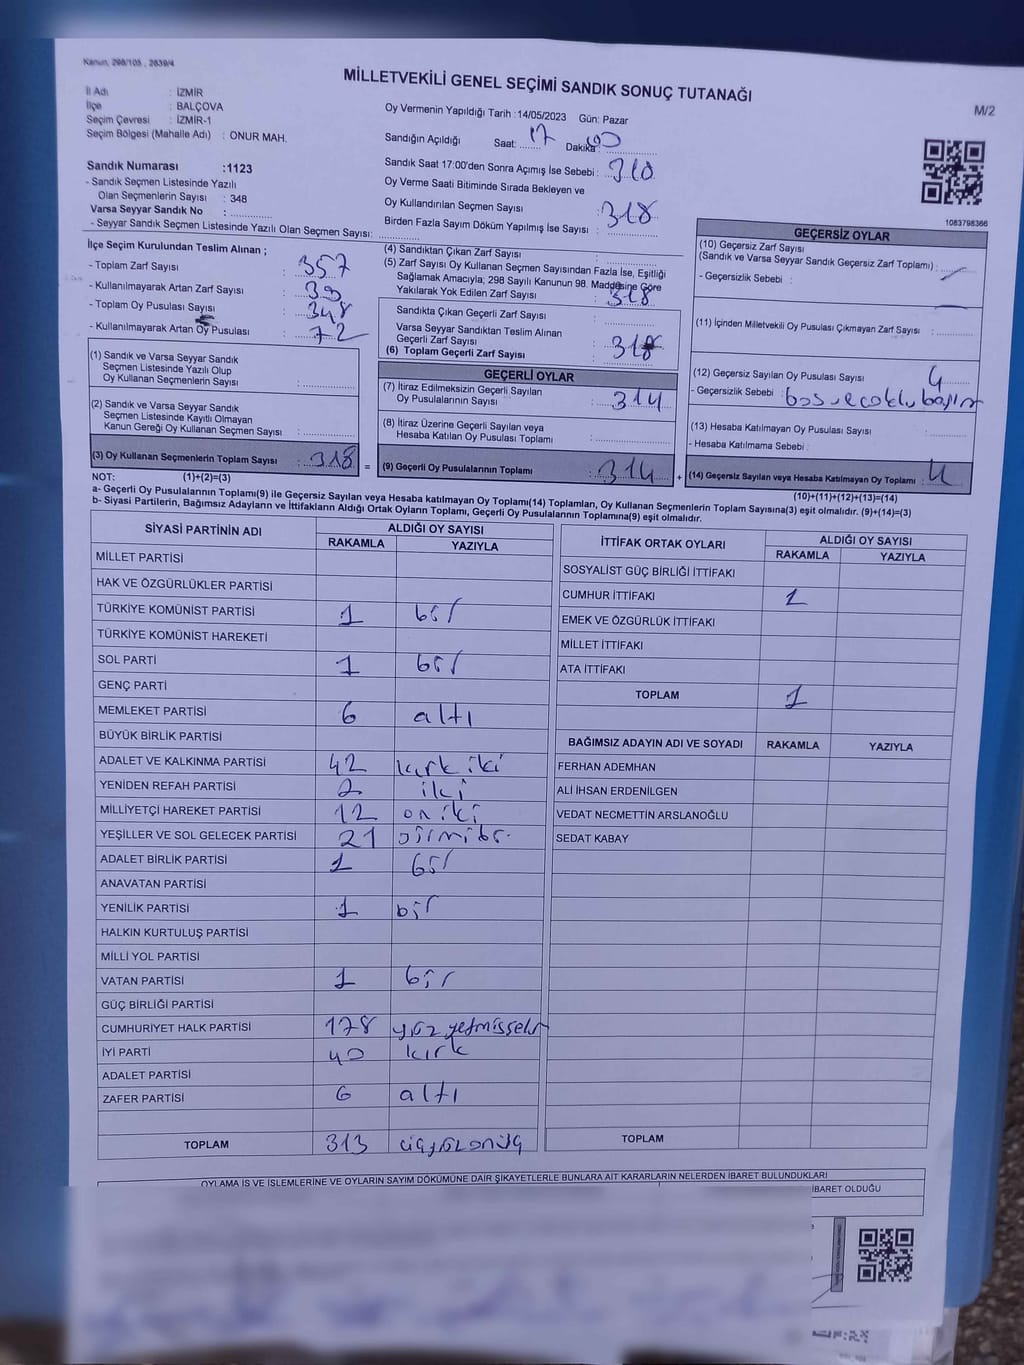 Kanun, 298/105 , 2839/4
MİLLETVEKİLİ GENEL SEÇİMİ SANDIK SONUÇ TUTANAĞI
M/2
İl Adı : İZMİR
İlçe : BALÇOVA
Seçim Çevresi : İZMİR-1
Seçim Bölgesi (Mahalle Adı) : ONUR MAH.
Oy Vermenin Yapıldığı Tarih : 14/05/2023 Gün: Pazar
Sandığın Açıldığı Saat: 17 Dakika:
Sandık Saat 17:00'den Sonra Açımış İse Sebebi :
Oy Verme Saati Bitiminde Sırada Bekleyen ve
Oy Kullandırılan Seçmen Sayısı : 318
Birden Fazla Sayım Döküm Yapılmış İse Sayısı :
Sandık Numarası :1123
- Sandık Seçmen Listesinde Yazılı
Olan Seçmenlerin Sayısı : 348
Varsa Seyyar Sandık No :
- Seyyar Sandık Seçmen Listesinde Yazılı Olan Seçmen Sayısı:
1083798366
İlçe Seçim Kurulundan Teslim Alınan ;
- Toplam Zarf Sayısı : 357
- Kullanılmayarak Artan Zarf Sayısı : 39
- Toplam Oy Pusulası Sayısı : 348
- Kullanılmayarak Artan Oy Pusulası : 72
(1) Sandık ve Varsa Seyyar Sandık
Seçmen Listesinde Yazılı Olup
Oy Kullanan Seçmenlerin Sayısı :
(2) Sandık ve Varsa Seyyar Sandık
Seçmen Listesinde Kayıtlı Olmayan
Kanun Gereği Oy Kullanan Seçmen Sayısı :
(3) Oy Kullanan Seçmenlerin Toplam Sayısı : 318
(4) Sandıktan Çıkan Zarf Sayısı :
(5) Zarf Sayısı Oy Kullanan Seçmen Sayısından Fazla İse, Eşitliği
Sağlamak Amacıyla; 298 Sayılı Kanunun 98. Maddesine Göre
Yakılarak Yok Edilen Zarf Sayısı : 318
Sandıkta Çıkan Geçerli Zarf Sayısı :
Varsa Seyyar Sandıktan Teslim Alınan
Geçerli Zarf Sayısı :
(6) Toplam Geçerli Zarf Sayısı : 318
GEÇERLİ OYLAR
(7) İtiraz Edilmeksizin Geçerli Sayılan
Oy Pusulalarının Sayısı : 314
(8) İtiraz Üzerine Geçerli Sayılan veya
Hesaba Katılan Oy Pusulası Toplamı :
= (9) Geçerli Oy Pusulalarının Toplamı : 314
GEÇERSİZ OYLAR
(10) Geçersiz Zarf Sayısı
(Sandık ve Varsa Seyyar Sandık Geçersiz Zarf Toplamı) :
- Geçersizlik Sebebi :
(11) İçinden Milletvekili Oy Pusulası Çıkmayan Zarf Sayısı :
(12) Geçersiz Sayılan Oy Pusulası Sayısı : 4
- Geçersizlik Sebebi :
(13) Hesaba Katılmayan Oy Pusulası Sayısı :
- Hesaba Katılmama Sebebi :
+ (14) Geçersiz Sayılan veya Hesaba Katılmayan Oy Toplamı : 4
NOT: (1)+(2)=(3)
(10)+(11)+(12)+(13)=(14)
a- Geçerli Oy Pusulalarının Toplamı(9) ile Geçersiz Sayılan veya Hesaba katılmayan Oy Toplamı(14) Toplamları, Oy Kullanan Seçmenlerin Toplam Sayısına(3) eşit olmalıdır. (9)+(14)=(3)
b- Siyasi Partilerin, Bağımsız Adayların ve İttifakların Aldığı Ortak Oyların Toplamı, Geçerli Oy Pusulalarının Toplamına(9) eşit olmalıdır.
SİYASİ PARTİNİN ADI ALDIĞI OY SAYISI
RAKAMLA YAZIYLA
MİLLET PARTİSİ
HAK VE ÖZGÜRLÜKLER PARTİSİ
TÜRKİYE KOMÜNİST PARTİSİ 1 bir
TÜRKİYE KOMÜNİST HAREKETİ
SOL PARTİ 1 bir
GENÇ PARTİ
MEMLEKET PARTİSİ 6 altı
BÜYÜK BİRLİK PARTİSİ
ADALET VE KALKINMA PARTİSİ 42 kırk iki
YENİDEN REFAH PARTİSİ 2 iki
MİLLİYETÇİ HAREKET PARTİSİ 12 on iki
YEŞİLLER VE SOL GELECEK PARTİSİ 21
ADALET BİRLİK PARTİSİ 1 bir
ANAVATAN PARTİSİ
YENİLİK PARTİSİ 1 bir
HALKIN KURTULUŞ PARTİSİ
MİLLİ YOL PARTİSİ
VATAN PARTİSİ 1 bir
GÜÇ BİRLİĞİ PARTİSİ
CUMHURİYET HALK PARTİSİ 178
İYİ PARTİ 40 kırk
ADALET PARTİSİ
ZAFER PARTİSİ 6 altı
TOPLAM 313
İTTİFAK ORTAK OYLARI ALDIĞI OY SAYISI
RAKAMLA YAZIYLA
SOSYALİST GÜÇ BİRLİĞİ İTTİFAKI
CUMHUR İTTİFAKI 1
EMEK VE ÖZGÜRLÜK İTTİFAKI
MİLLET İTTİFAKI
ATA İTTİFAKI
TOPLAM 1
BAĞIMSIZ ADAYIN ADI VE SOYADI RAKAMLA YAZIYLA
FERHAN ADEMHAN
ALİ İHSAN ERDENİLGEN
VEDAT NECMETTİN ARSLANOĞLU
SEDAT KABAY
TOPLAM
OYLAMA İŞ VE İŞLEMLERİNE VE OYLARIN SAYIM DÖKÜMÜNE DAİR ŞİKAYETLERLE BUNLARA AİT KARARLARIN NELERDEN İBARET BULUNDUKLARI
İBARET OLDUĞU